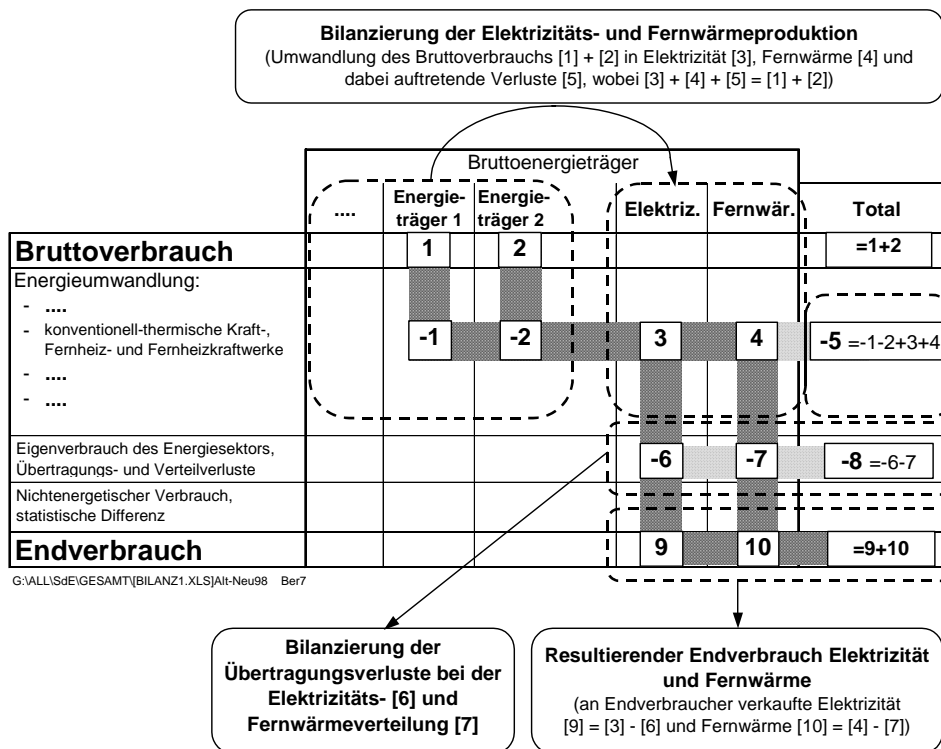 Bilanzierung der Elektrizitäts- und Fernwärmeproduktion
(Umwandlung des Bruttoverbrauchs [1] + [2] in Elektrizität [3], Fernwärme [4] und
dabei auftretende Verluste [5], wobei [3] + [4] + [5] = [1] + [2])
Bruttoenergieträger
.... Energie- Energie- Elektriz. Fernwär. Total
träger 1 träger 2
Bruttoverbrauch 1 2 =1+2
Energieumwandlung:
- ....
- konventionell-thermische Kraft-, -1 -2 3 4 -5 =-1-2+3+4
Fernheiz- und Fernheizkraftwerke
- ....
- ....
Eigenverbrauch des Energiesektors, -6 -7 -8 =-6-7
Übertragungs- und Verteilverluste
Nichtenergetischer Verbrauch,
statistische Differenz
Endverbrauch 9 10 =9+10
G:\ALL\SdE\GESAMT\[BILANZ1.XLS]Alt-Neu98 Ber7
Bilanzierung der
Übertragungsverluste bei der
Elektrizitäts- [6] und
Fernwärmeverteilung [7]
Resultierender Endverbrauch Elektrizität
und Fernwärme
(an Endverbraucher verkaufte Elektrizität
[9] = [3] - [6] und Fernwärme [10] = [4] - [7])